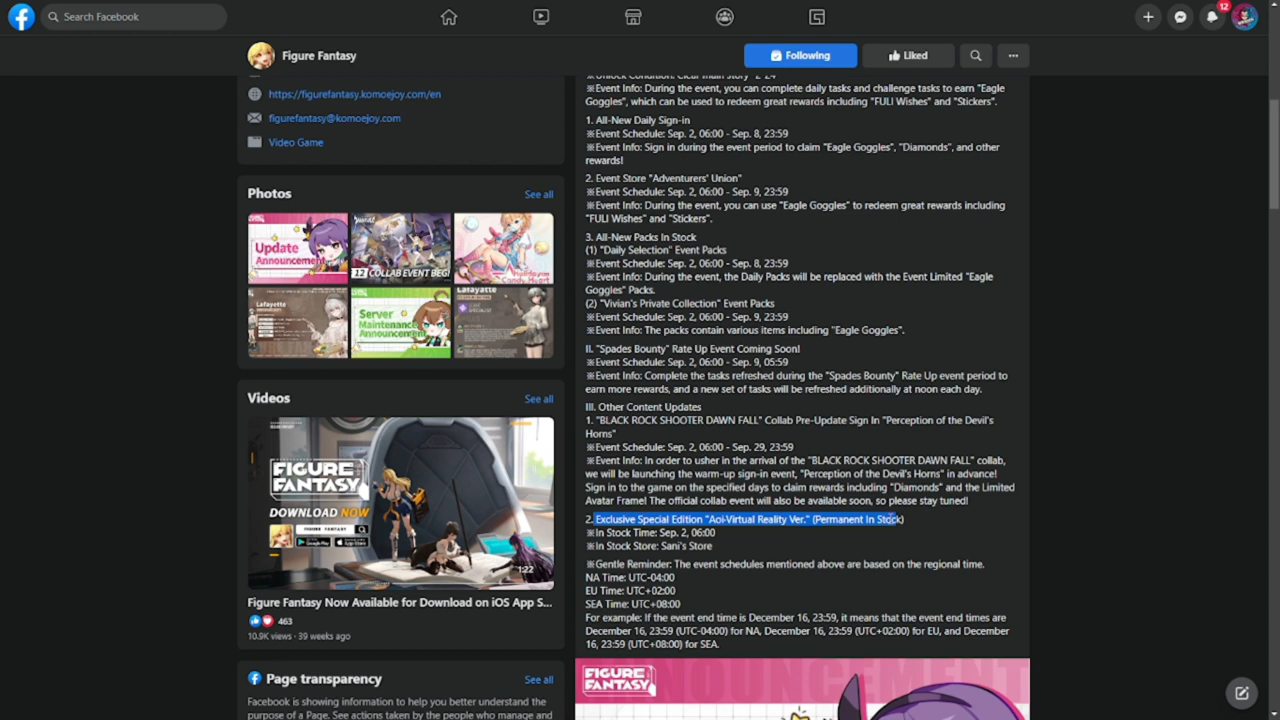 Search Facebook
12
Figure Fantasy
Following
Liked
https://figurefantasy.komoejoy.com/en
figurefantasy@komoejoy.com
Video Game
Photos
See all
Update
Announcement
12 COLLAB EVENT BEGI
Candy Heart
Lafayette
Server
Maintenance
Announcement
Lafayette
Videos
See all
FIGURE
FANTASY
DOWNLOAD NOW
FIGURE FANTASY
Google Play
App Store
1:22
Figure Fantasy Now Available for Download on iOS App S...
463
10.9K views · 39 weeks ago
Page transparency
See all
Facebook is showing information to help you better understand the
purpose of a Page. See actions taken by the people who manage and
※Unlock Condition: Clear main story "2-24"
※Event Info: During the event, you can complete daily tasks and challenge tasks to earn "Eagle
Goggles", which can be used to redeem great rewards including "FULI Wishes" and "Stickers".
1. All-New Daily Sign-in
※Event Schedule: Sep. 2, 06:00 - Sep. 8, 23:59
※Event Info: Sign in during the event period to claim "Eagle Goggles", "Diamonds", and other
rewards!
2. Event Store "Adventurers' Union"
※Event Schedule: Sep. 2, 06:00 - Sep. 9, 23:59
※Event Info: During the event, you can use "Eagle Goggles" to redeem great rewards including
"FULI Wishes" and "Stickers".
3. All-New Packs In Stock
(1) "Daily Selection" Event Packs
※Event Schedule: Sep. 2, 06:00 - Sep. 8, 23:59
※Event Info: During the event, the Daily Packs will be replaced with the Event Limited "Eagle
Goggles" Packs.
(2) "Vivian's Private Collection" Event Packs
※Event Schedule: Sep. 2, 06:00 - Sep. 9, 23:59
※Event Info: The packs contain various items including "Eagle Goggles".
II. "Spades Bounty" Rate Up Event Coming Soon!
※Event Schedule: Sep. 2, 06:00 - Sep. 9, 05:59
※Event Info: Complete the tasks refreshed during the "Spades Bounty" Rate Up event period to
earn more rewards, and a new set of tasks will be refreshed additionally at noon each day.
III. Other Content Updates
1. "BLACK ROCK SHOOTER DAWN FALL" Collab Pre-Update Sign In "Perception of the Devil's
Horns"
※Event Schedule: Sep. 2, 06:00 - Sep. 29, 23:59
※Event Info: In order to usher in the arrival of the "BLACK ROCK SHOOTER DAWN FALL" collab,
we will be launching the warm-up sign-in event, "Perception of the Devil's Horns" in advance!
Sign in to the game on the specified days to claim rewards including "Diamonds" and the Limited
Avatar Frame! The official collab event will also be available soon, so please stay tuned!
2. Exclusive Special Edition "Aoi-Virtual Reality Ver." (Permanent In Stock)
※In Stock Time: Sep. 2, 06:00
※In Stock Store: Sani's Store
※Gentle Reminder: The event schedules mentioned above are based on the regional time.
NA Time: UTC-04:00
EU Time: UTC+02:00
SEA Time: UTC+08:00
For example: If the event end time is December 16, 23:59, it means that the event end times are
December 16, 23:59 (UTC-04:00) for NA, December 16, 23:59 (UTC+02:00) for EU, and December
16, 23:59 (UTC+08:00) for SEA.
FIGURE
FANTASY
ANNOUNCEMENT